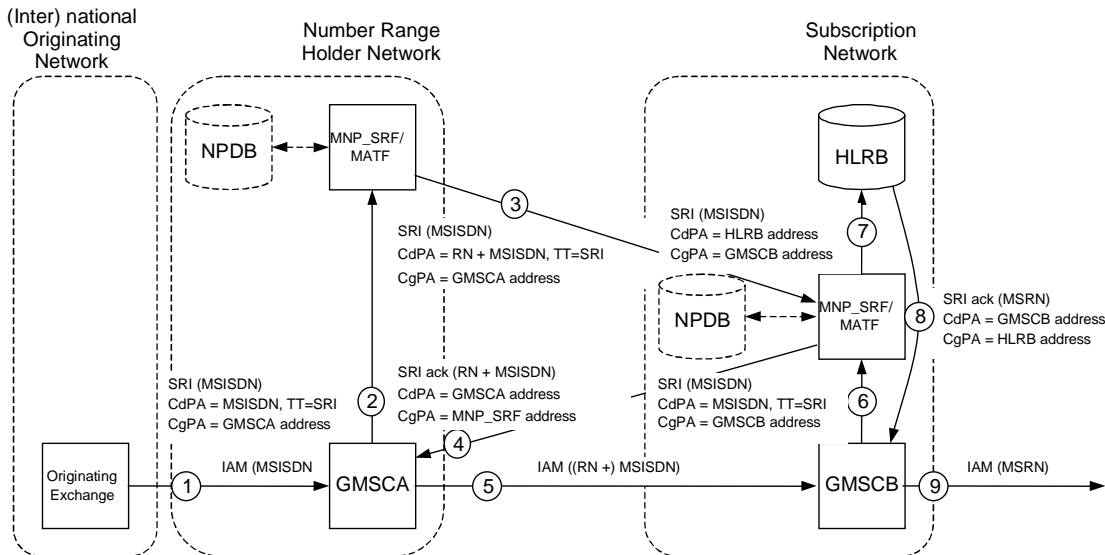 (Inter) national
Originating
Network
Number Range
Holder Network
Subscription
Network
NPDB
MNP_SRF/
MATF
HLRB
3
SRI (MSISDN)
CdPA = RN + MSISDN, TT=SRI
CgPA = GMSCA address
SRI (MSISDN)
CdPA = HLRB address
CgPA = GMSCB address
7
NPDB
MNP_SRF/
MATF
8
SRI ack (MSRN)
CdPA = GMSCB address
CgPA = HLRB address
SRI (MSISDN)
CdPA = MSISDN, TT=SRI
CgPA = GMSCA address
2
SRI ack (RN + MSISDN)
CdPA = GMSCA address
CgPA = MNP_SRF address
4
SRI (MSISDN)
CdPA = MSISDN, TT=SRI
CgPA = GMSCB address
6
Originating
Exchange
1
IAM (MSISDN
GMSCA
5
IAM ((RN +) MSISDN)
GMSCB
9
IAM (MSRN)